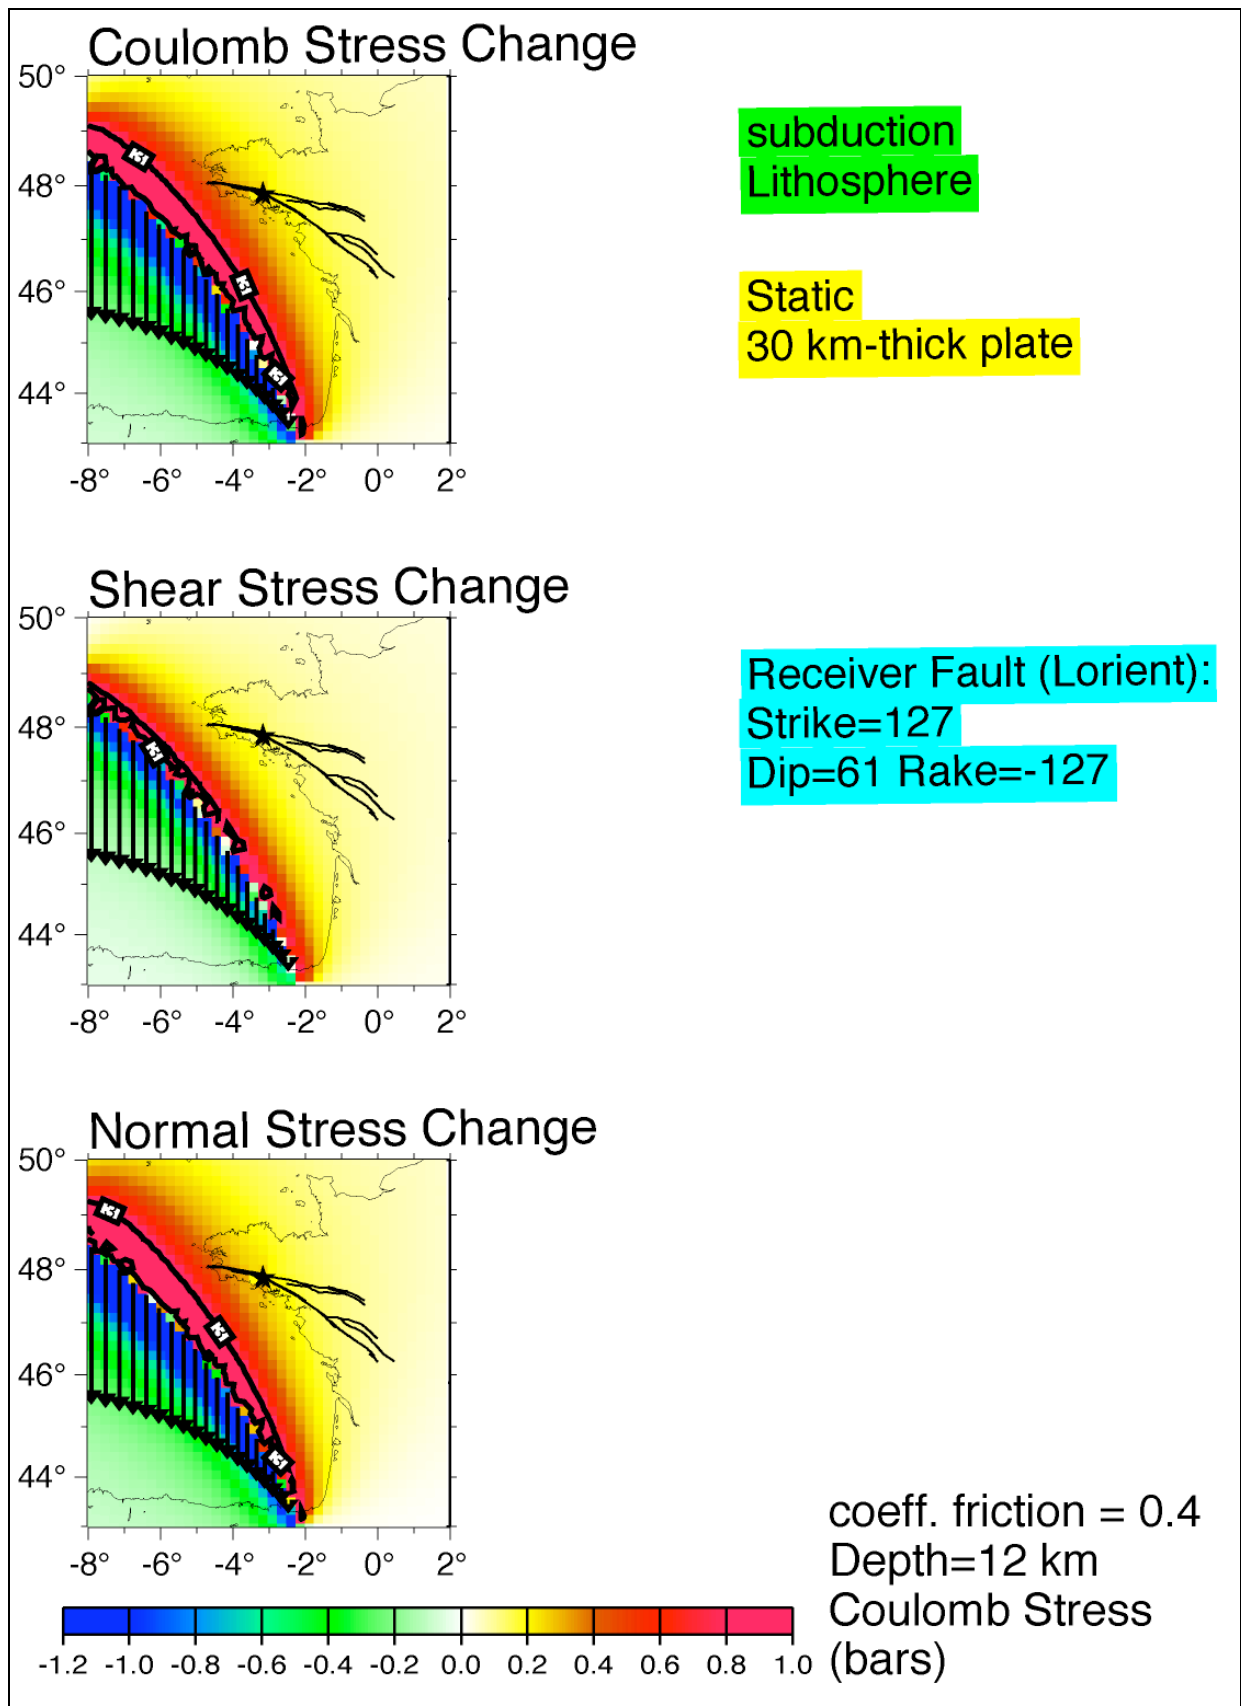 Coulomb Stress Change
50°
48°
46°
44°
-8° -6° -4° -2° 0° 2°
subduction
Lithosphere
Static
30 km-thick plate
Shear Stress Change
50°
48°
46°
44°
-8° -6° -4° -2° 0° 2°
Receiver Fault (Lorient):
Strike=127
Dip=61 Rake=-127
Normal Stress Change
50°
48°
46°
44°
-8° -6° -4° -2° 0° 2°
coeff. friction = 0.4
Depth=12 km
Coulomb Stress
(bars)
-1.2 -1.0 -0.8 -0.6 -0.4 -0.2 0.0 0.2 0.4 0.6 0.8 1.0